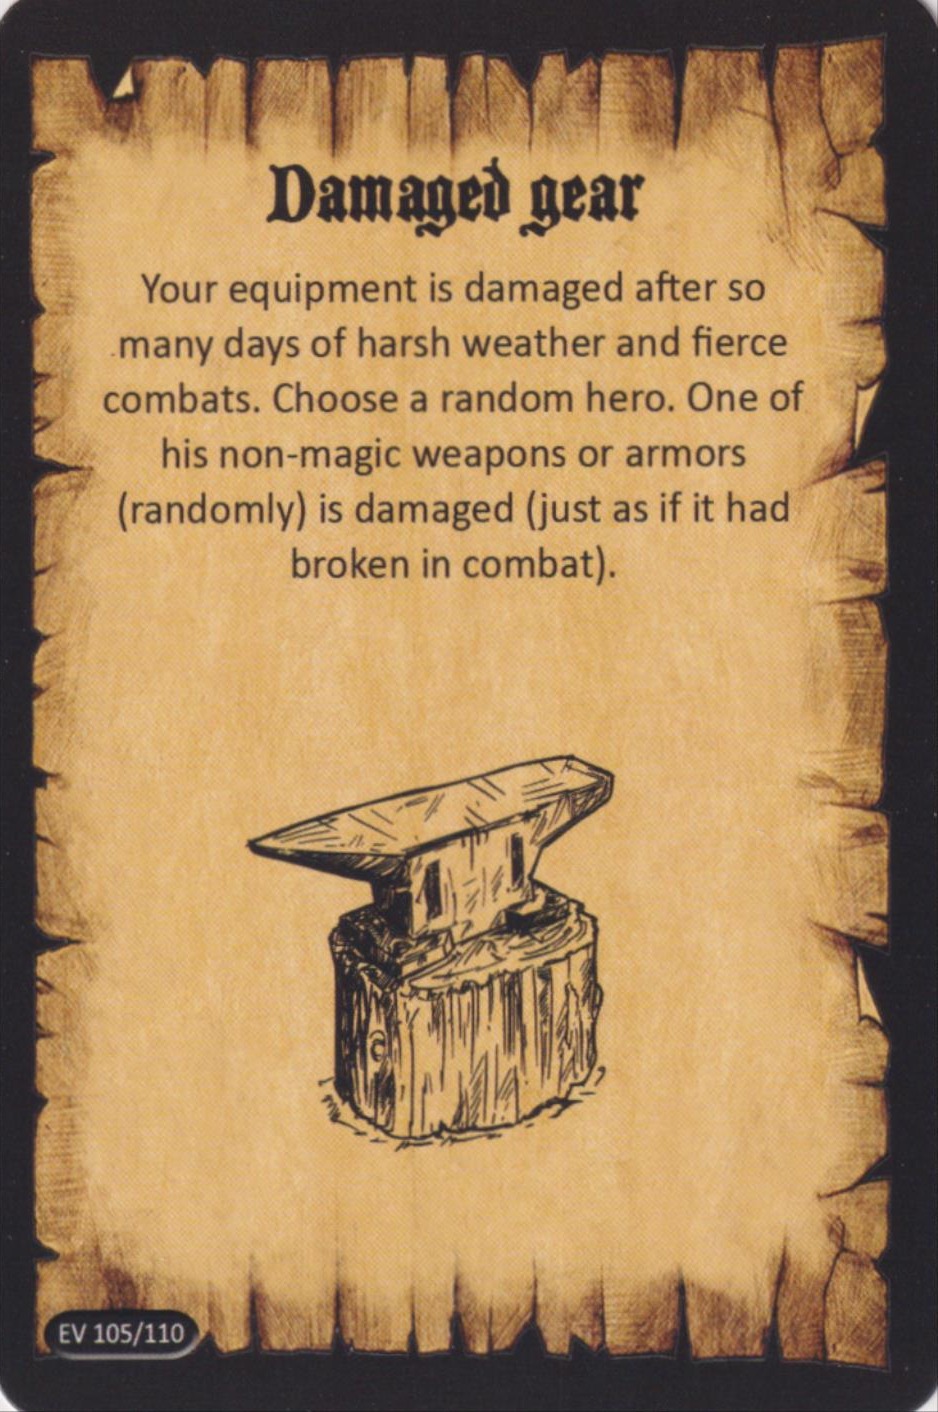 Damaged gear
Your equipment is damaged after so
many days of harsh weather and fierce
combats. Choose a random hero. One of
his non-magic weapons or armors
(randomly) is damaged (just as if it had
broken in combat).
EV 105/110